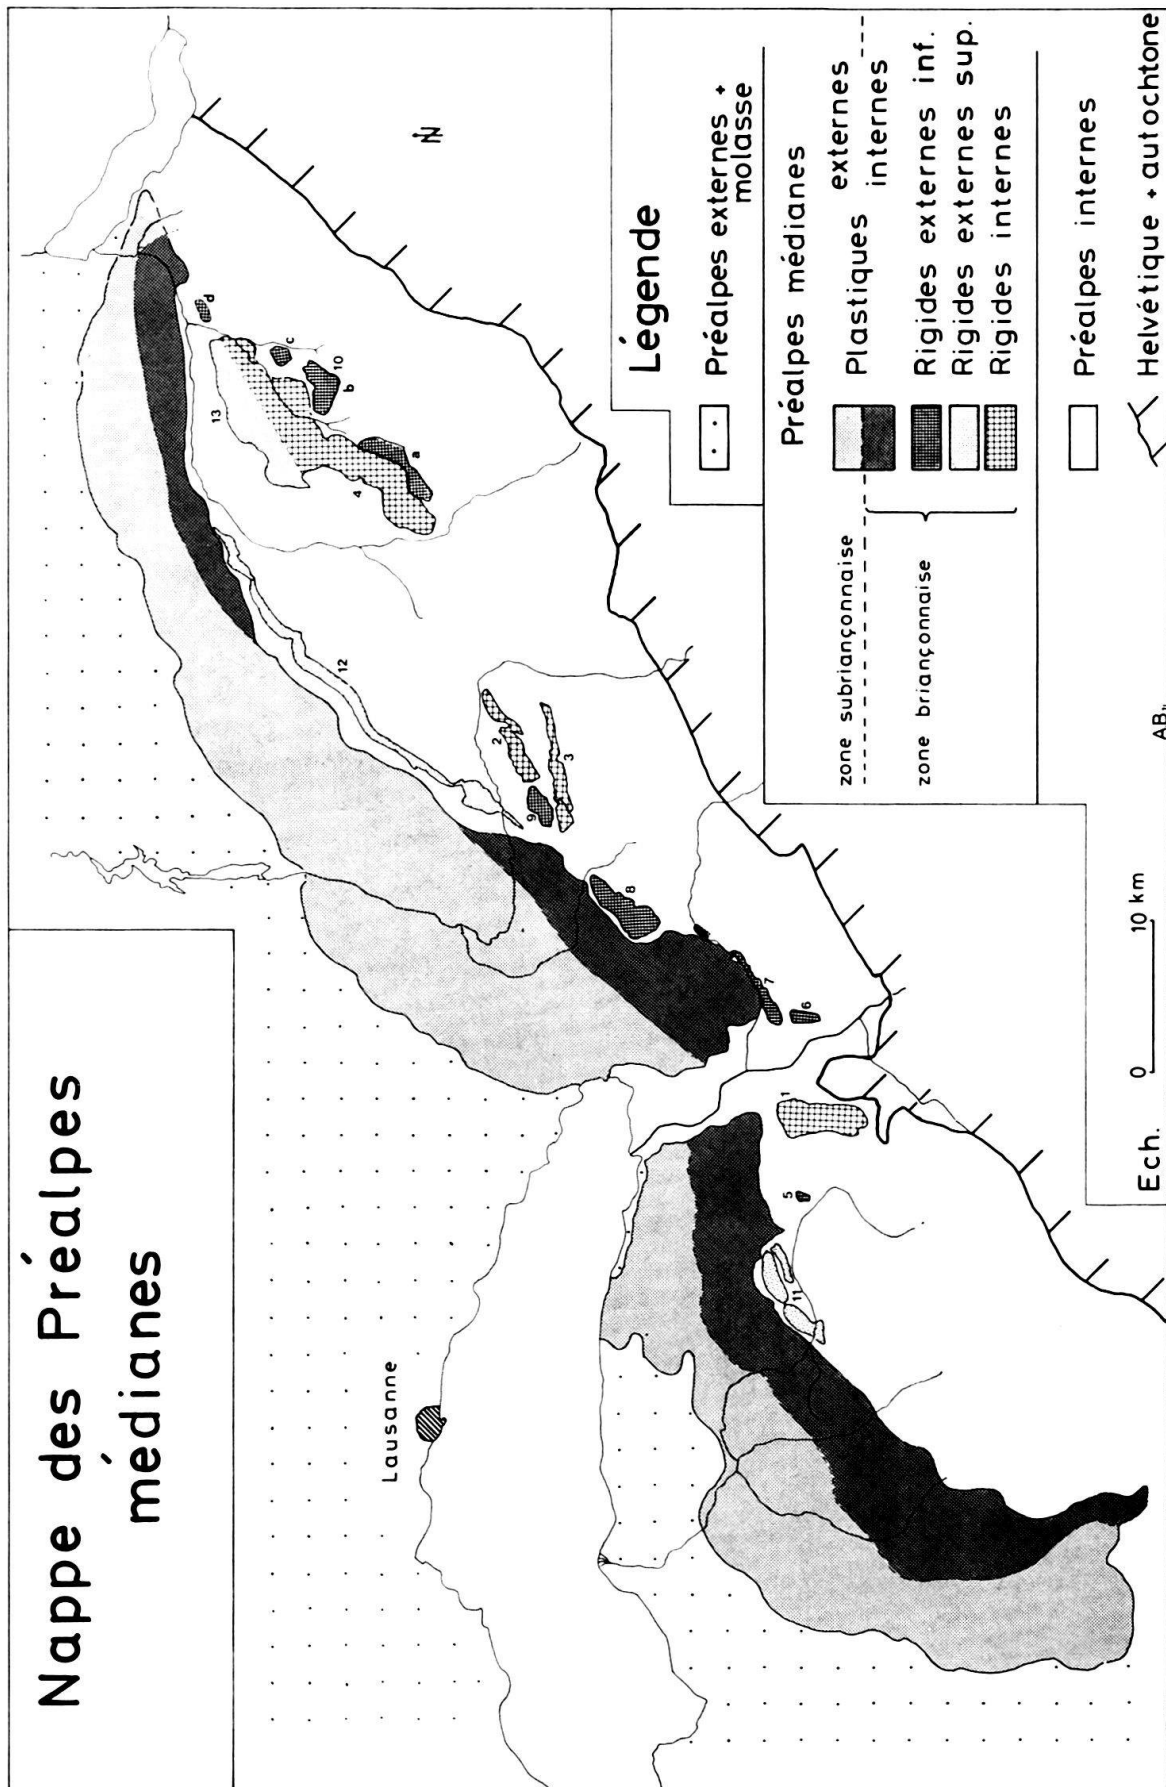 Nappe des Préalpes
médianes
Lausanne
N
13
d
c
10
b
a
4
12
2
3
9
8
7
6
1
5
11
Légende
Préalpes externes +
molasse
Préalpes médianes
zone subriançonnaise
Plastiques externes
internes
zone briançonnaise
Rigides externes inf.
Rigides externes sup.
Rigides internes
Préalpes internes
Helvétique + autochtone
Ech. 0 10 km